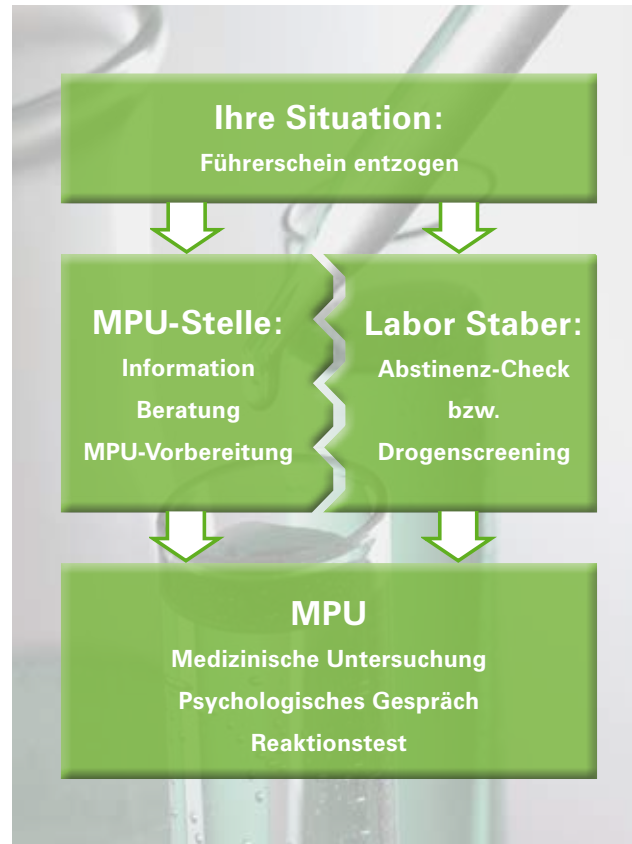 Ihre Situation:
Führerschein entzogen
MPU-Stelle:
Information
Beratung
MPU-Vorbereitung
Labor Staber:
Abstinenz-Check
bzw.
Drogenscreening
MPU
Medizinische Untersuchung
Psychologisches Gespräch
Reaktionstest